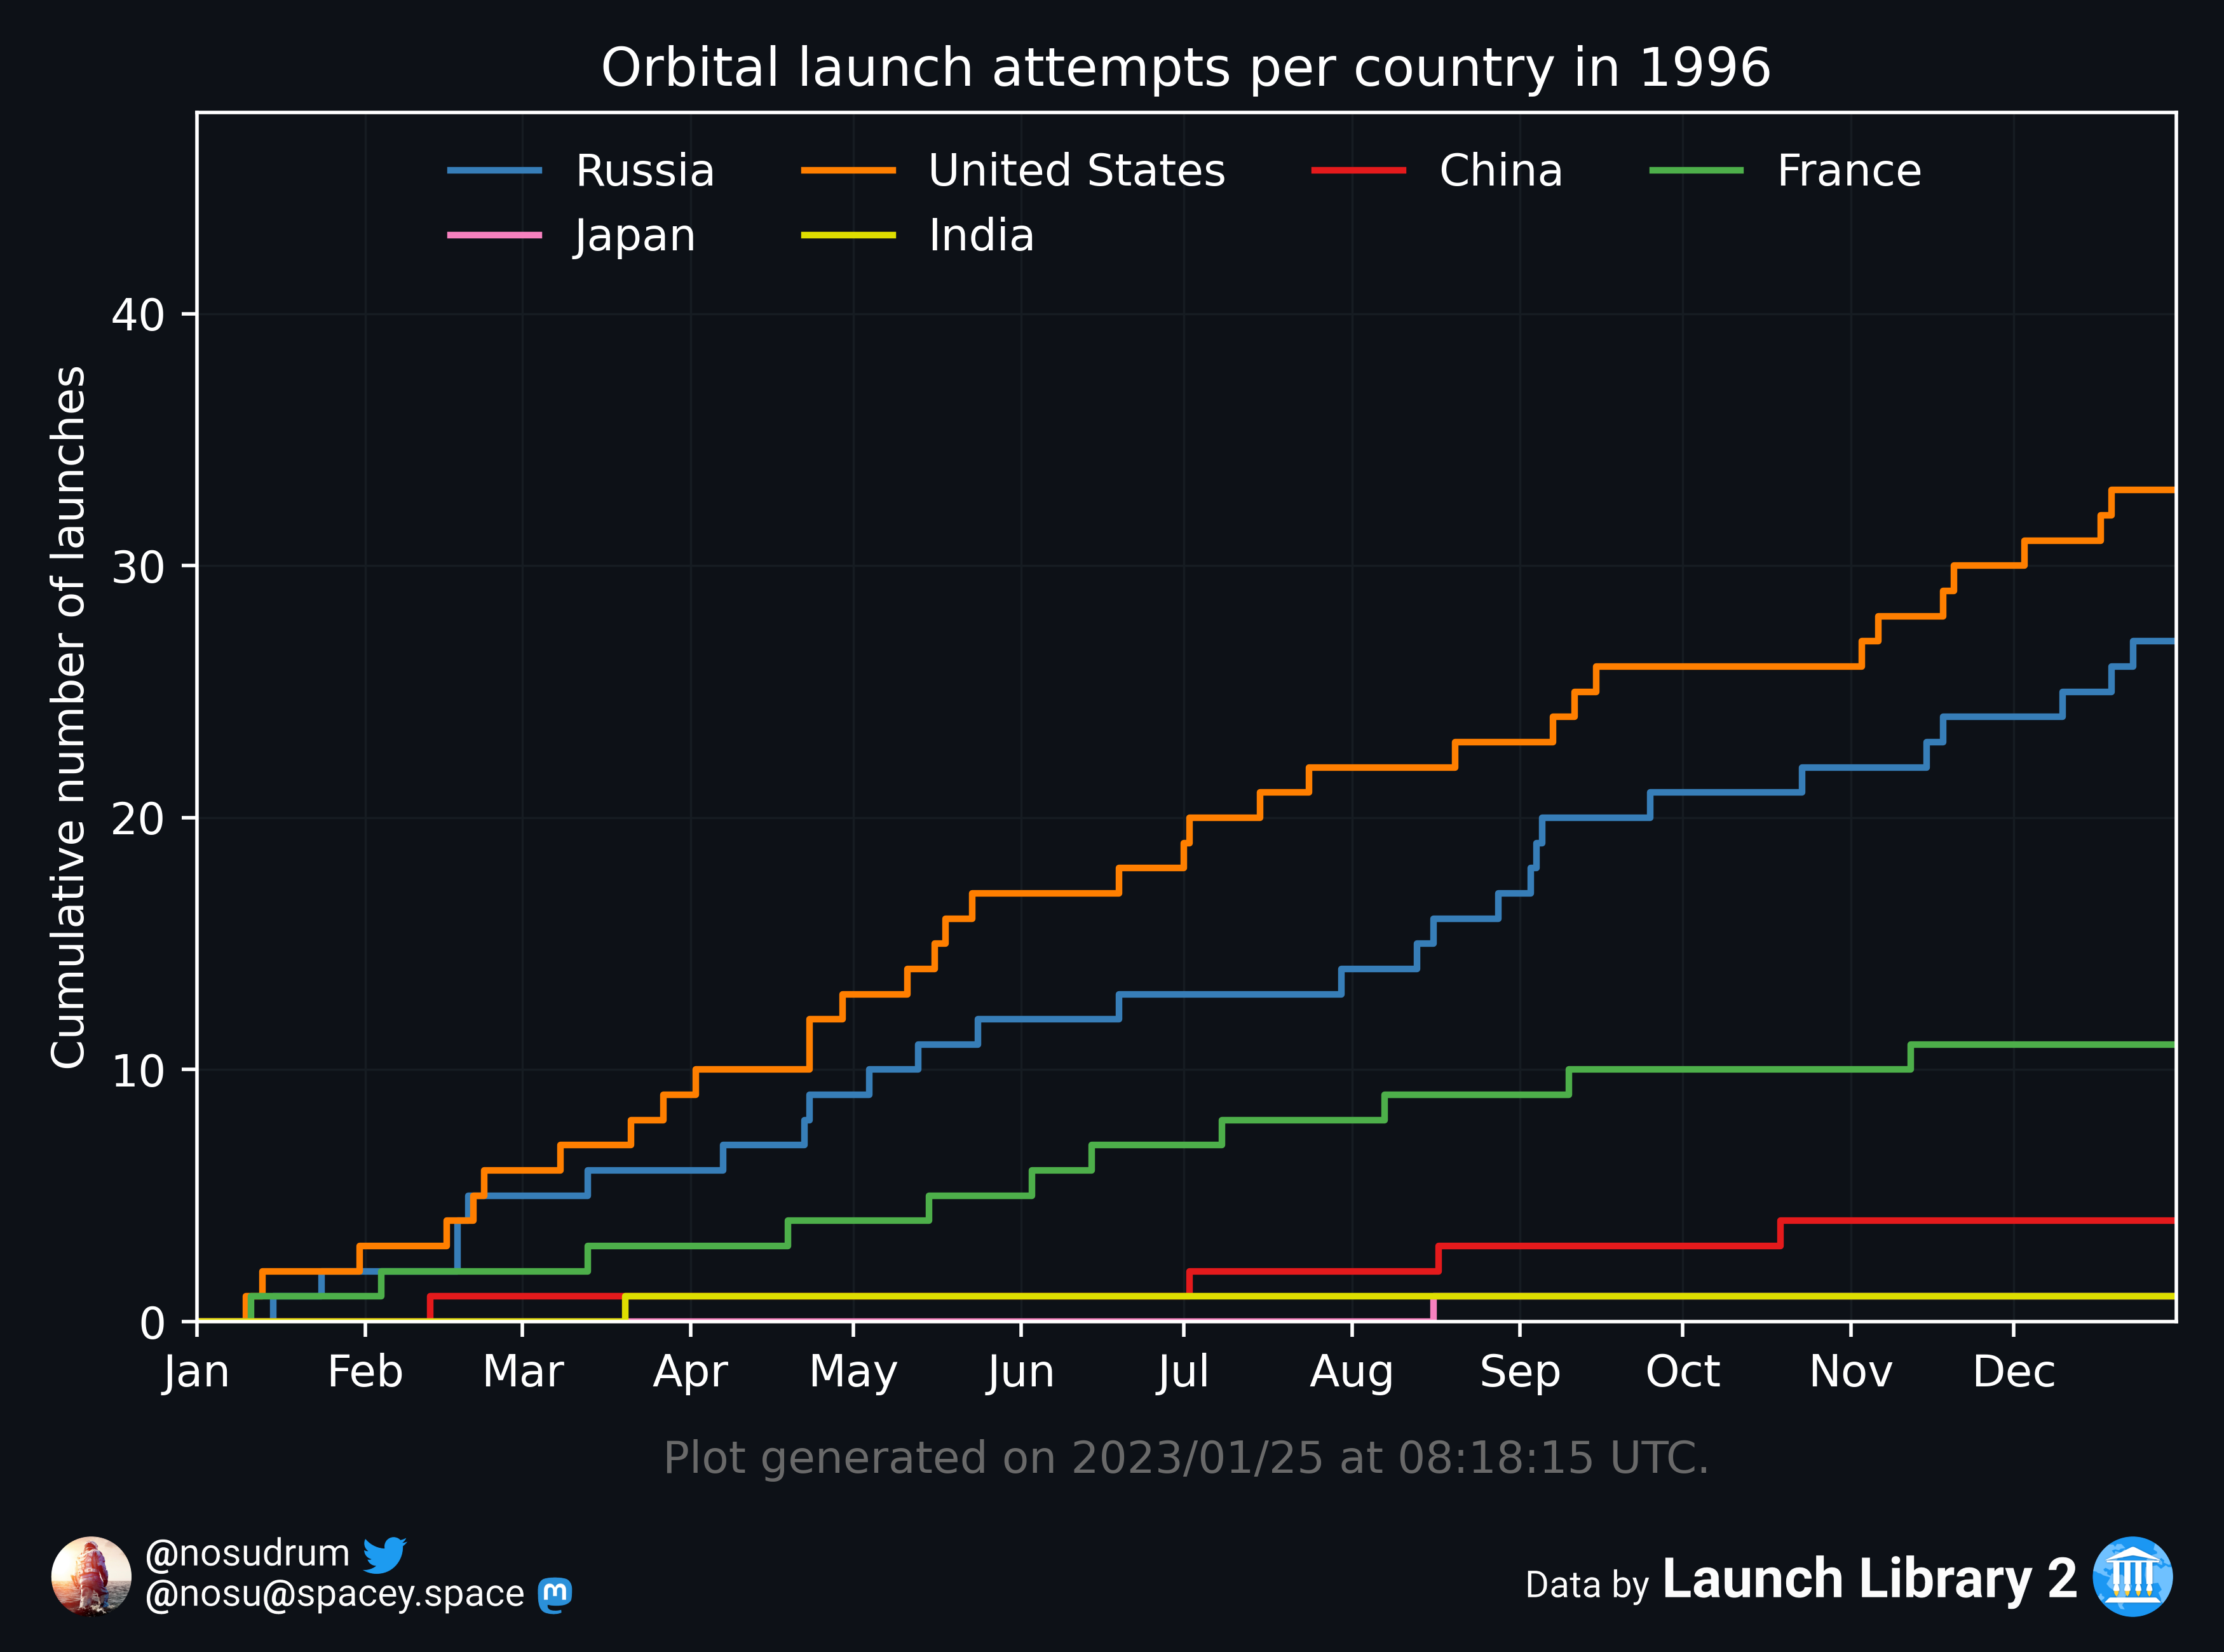 Orbital launch attempts per country in 1996
Russia United States China France
Japan India
Cumulative number of launches
40
30
20
10
0
Jan Feb Mar Apr May Jun Jul Aug Sep Oct Nov Dec
Plot generated on 2023/01/25 at 08:18:15 UTC.
@nosudrum
@nosu@spacey.space
Data by Launch Library 2